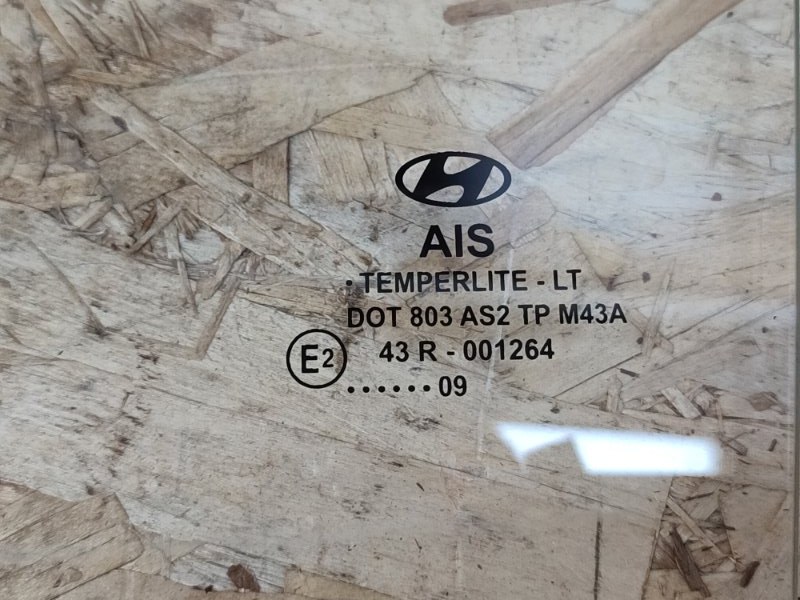 AIS
• TEMPERLITE - LT
DOT 803 AS2 TP M43A
E2 43 R - 001264
• • • • • • 09